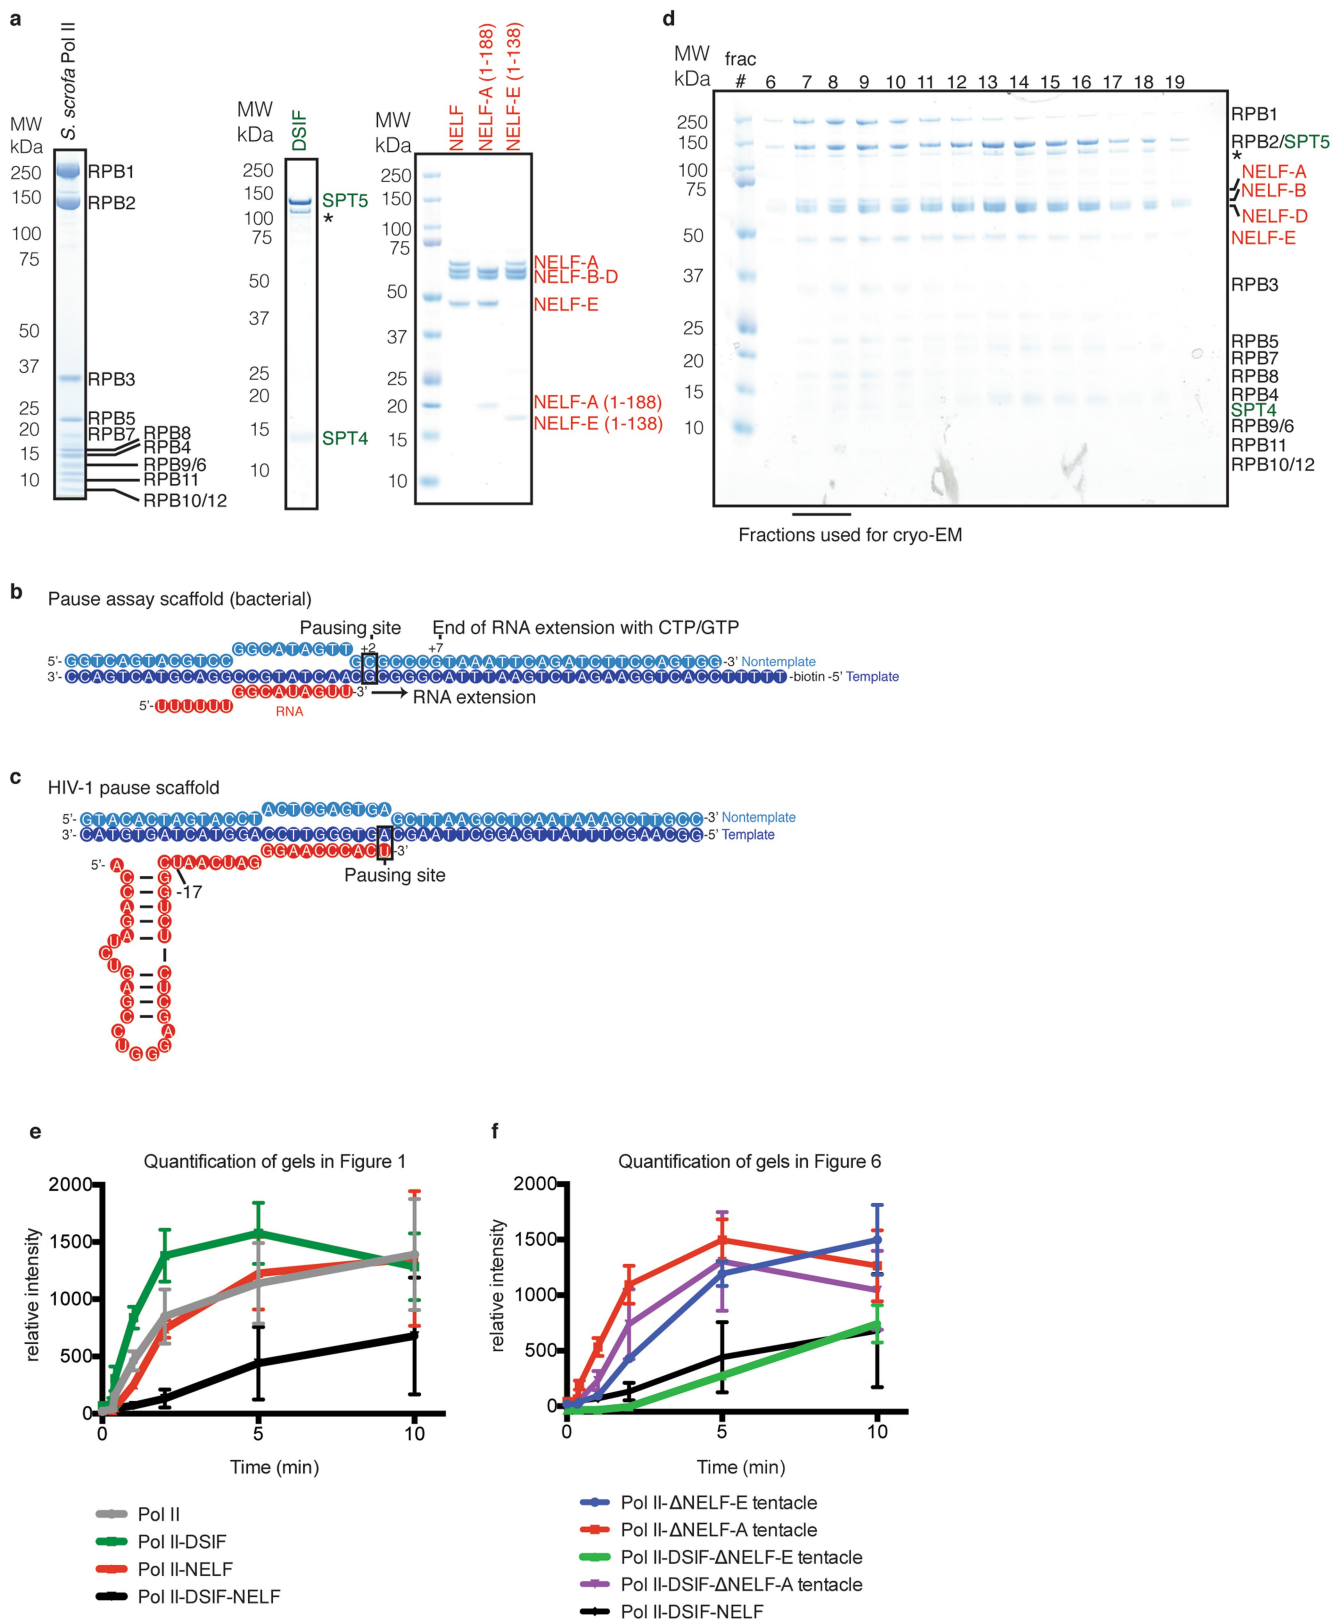 a
MW
kDa
S. scrofa Pol II
250
150
100
75
50
37
25
20
15
10
RPB1
RPB2
RPB3
RPB5
RPB7
RPB8
RPB4
RPB9/6
RPB11
RPB10/12
MW
kDa
DSIF
250
150
100
75
50
37
25
20
15
10
SPT5
*
SPT4
MW
kDa
NELF
NELF-A (1-188)
NELF-E (1-138)
250
150
100
75
50
37
25
20
15
10
NELF-A
NELF-B-D
NELF-E
NELF-A (1-188)
NELF-E (1-138)
d
MW
kDa
frac
# 6 7 8 9 10 11 12 13 14 15 16 17 18 19
250
150
100
75
50
37
25
20
15
10
RPB1
RPB2/SPT5
*
NELF-A
NELF-B
NELF-D
NELF-E
RPB3
RPB5
RPB7
RPB8
RPB4
SPT4
RPB9/6
RPB11
RPB10/12
Fractions used for cryo-EM
b
Pause assay scaffold (bacterial)
Pausing site End of RNA extension with CTP/GTP
+2 +7
GGCATAGTT
5'-GGTCAGTACGTCC GCGCCCGTAAATTCAGATCTTCCAGTGG-3' Nontemplate
3'-CCAGTCATGCAGGCCGTATCAAGGCGGGCATTTAAGTCTAGAAGGTCACCTTTTT-biotin -5' Template
GGCAUAGUU-3' RNA extension
5'-UUUUUU
RNA
c
HIV-1 pause scaffold
ACTCGAGTGA
5'-GTACACTAGTACCT GCTTAAGCCTCAATAAAGCTTGCC-3' Nontemplate
3'-CATGTGATCATGGACCTTGGGTGACGAATTCGGAGTTATTTCGAACGG-5' Template
GGAACCCACU-3'
5'-A CUAACUAG
Pausing site
-17
e
Quantification of gels in Figure 1
relative intensity
2000
1500
1000
500
0
0 5 10
Time (min)
Pol II
Pol II-DSIF
Pol II-NELF
Pol II-DSIF-NELF
f
Quantification of gels in Figure 6
relative intensity
2000
1500
1000
500
0
0 5 10
Time (min)
Pol II-ΔNELF-E tentacle
Pol II-ΔNELF-A tentacle
Pol II-DSIF-ΔNELF-E tentacle
Pol II-DSIF-ΔNELF-A tentacle
Pol II-DSIF-NELF